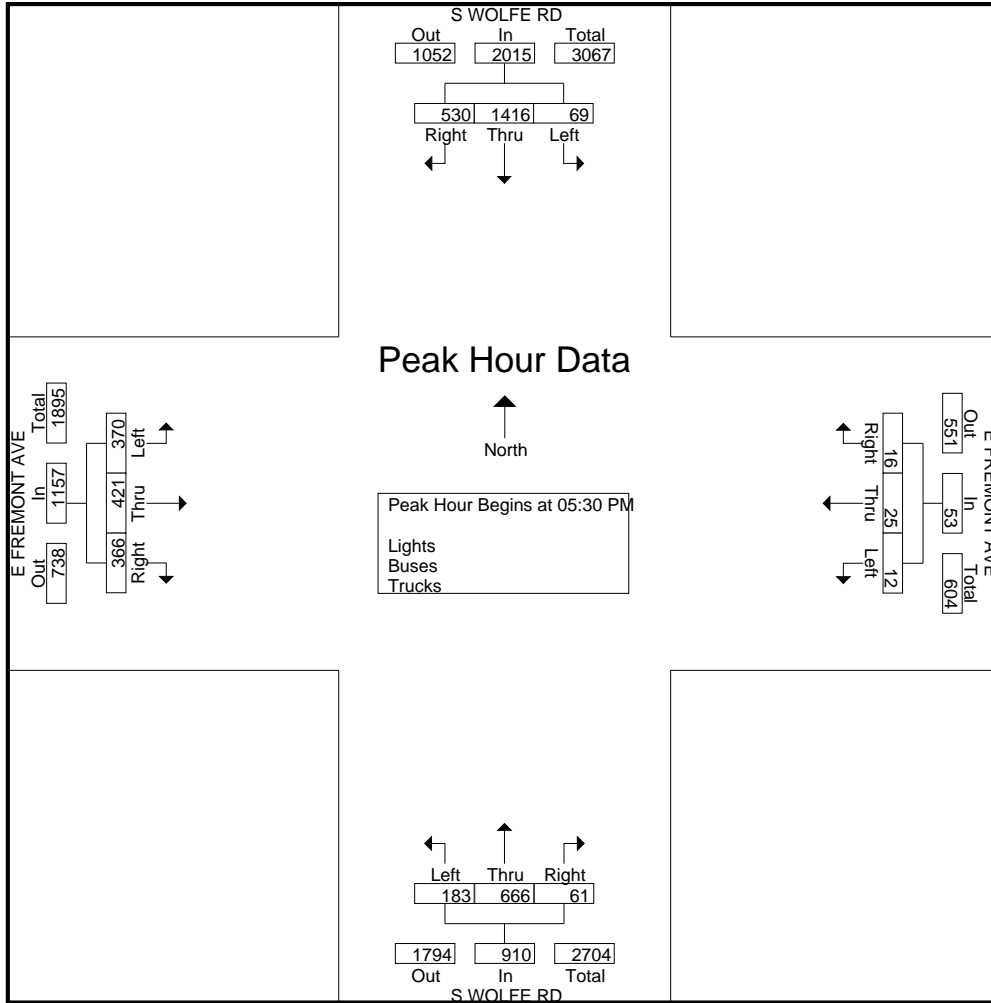 S WOLFE RD
Out In Total
1052 2015 3067
530 1416 69
Right Thru Left
Peak Hour Data
North
Peak Hour Begins at 05:30 PM
Lights
Buses
Trucks
E FREMONT AVE
Out In Total
738 1157 1895
366 421 370
Right Thru Left
E FREMONT AVE
Out In Total
551 53 604
Right Thru Left
16 25 12
Left Thru Right
183 666 61
1794 910 2704
Out In Total
S WOLFE RD